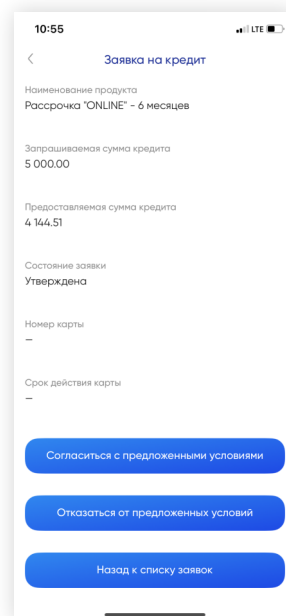 10:55
LTE
Заявка на кредит
Наименование продукта
Рассрочка "ONLINE" - 6 месяцев
Запрашиваемая сумма кредита
5 000.00
Предоставляемая сумма кредита
4 144.51
Состояние заявки
Утверждена
Номер карты
–
Срок действия карты
–
Согласиться с предложенными условиями
Отказаться от предложенных условий
Назад к списку заявок